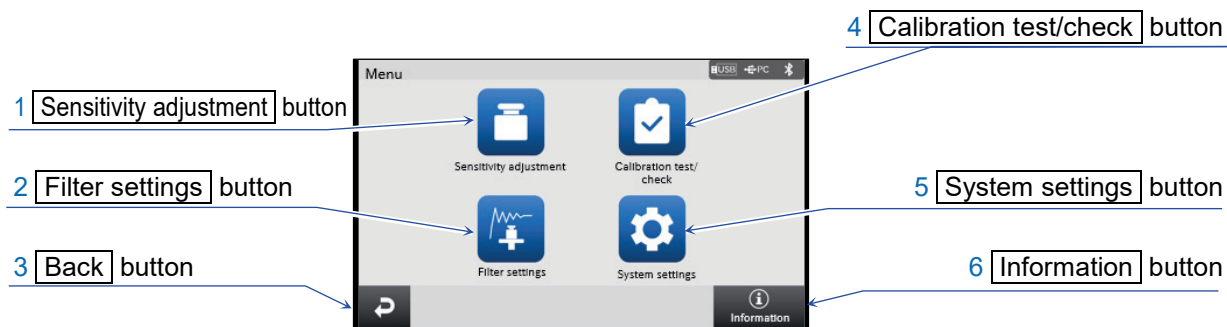 4 Calibration test/check button
Menu
USB PC
1 Sensitivity adjustment button
Sensitivity adjustment
Calibration test/
check
2 Filter settings button
5 System settings button
Filter settings
System settings
3 Back button
6 Information button
i
Information